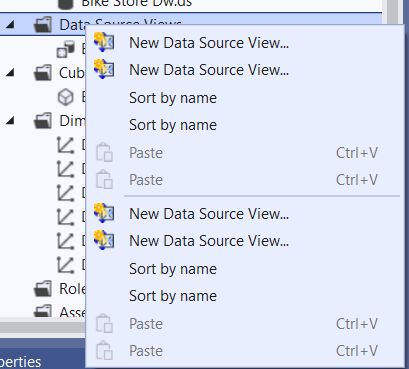 Bike Store Dw.ds
Data Source Views
New Data Source View...
New Data Source View...
Cub
Sort by name
Dim
Sort by name
Paste Ctrl+V
Paste Ctrl+V
New Data Source View...
New Data Source View...
Sort by name
Role
Sort by name
Asse
Paste Ctrl+V
Paste Ctrl+V
perties